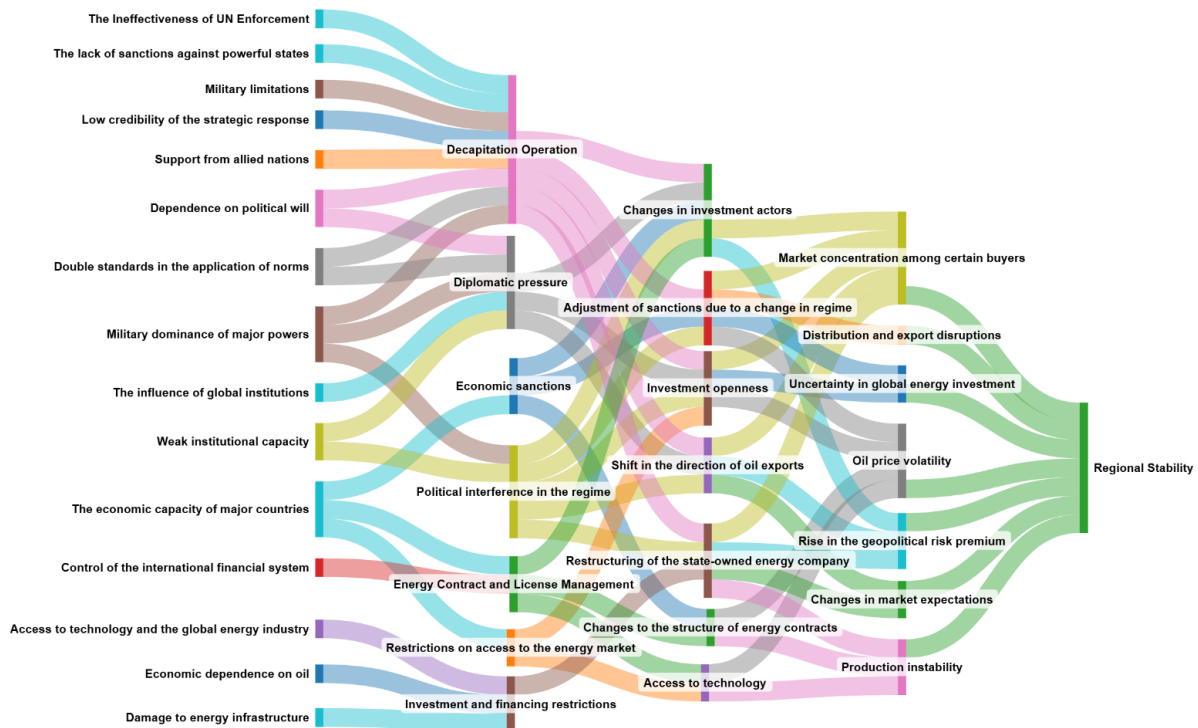 The Ineffectiveness of UN Enforcement
The lack of sanctions against powerful states
Military limitations
Low credibility of the strategic response
Support from allied nations
Dependence on political will
Double standards in the application of norms
Military dominance of major powers
The influence of global institutions
Weak institutional capacity
The economic capacity of major countries
Control of the international financial system
Access to technology and the global energy industry
Economic dependence on oil
Damage to energy infrastructure
Decapitation Operation
Diplomatic pressure
Economic sanctions
Political interference in the regime
Energy Contract and License Management
Restrictions on access to the energy market
Investment and financing restrictions
Changes in investment actors
Adjustment of sanctions due to a change in regime
Investment openness
Shift in the direction of oil exports
Restructuring of the state-owned energy company
Changes to the structure of energy contracts
Access to technology
Market concentration among certain buyers
Distribution and export disruptions
Uncertainty in global energy investment
Oil price volatility
Rise in the geopolitical risk premium
Changes in market expectations
Production instability
Regional Stability